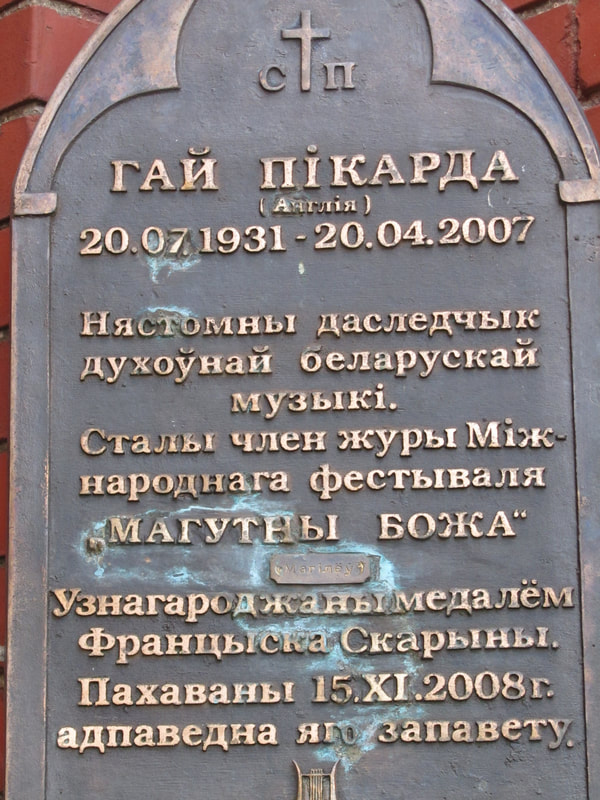 С П
ГАЙ ПІКАРДА
(Англія)
20.07.1931 - 20.04.2007
Нястомны даследчык
духоўнай беларускай
музыкі.
Сталы член журы Між-
народнага фестываля
„МАГУТНЫ БОЖА“
Магілёў
Узнагароджаны медалём
Францыска Скарыны.
Пахаваны 15.XI.2008г.
адпаведна яго запавету.